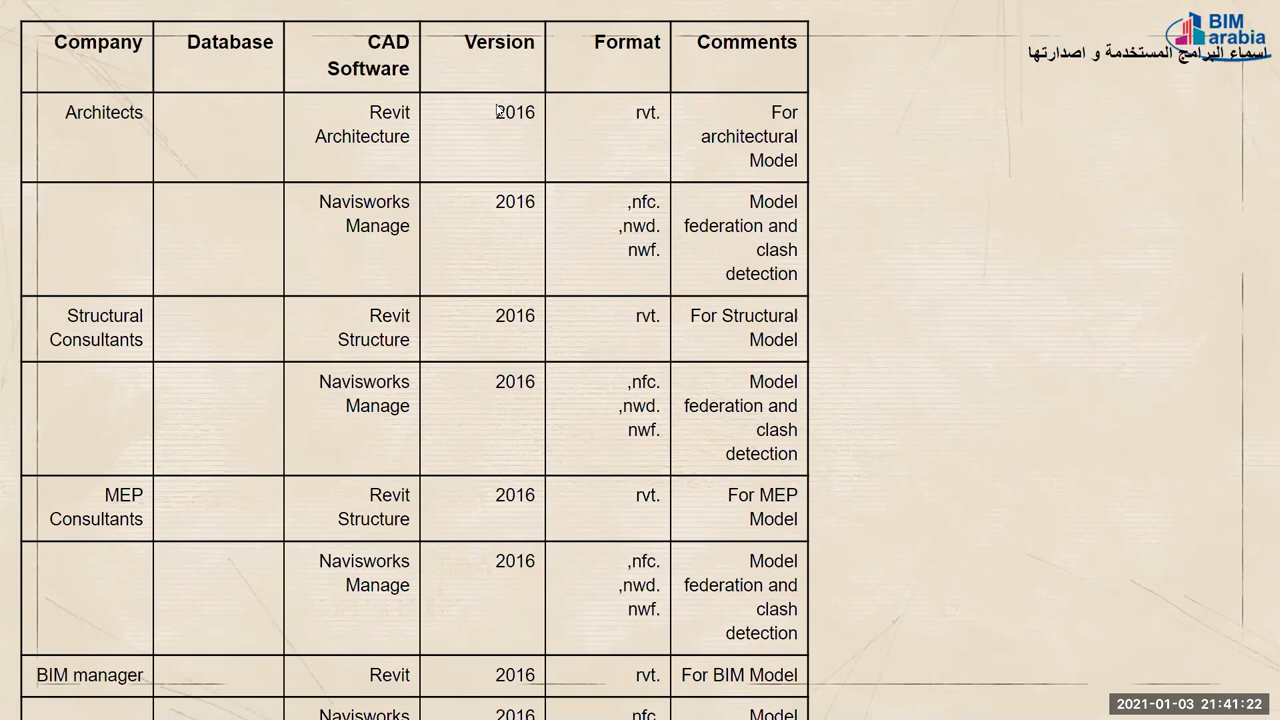 BIM
arabia
اسماء البرامج المستخدمة و اصدارتها
Company Database CAD Software Version Format Comments
Architects Revit Architecture 2016 rvt. For architectural Model
Navisworks Manage 2016 ,nfc. ,nwd. nwf. Model federation and clash detection
Structural Consultants Revit Structure 2016 rvt. For Structural Model
Navisworks Manage 2016 ,nfc. ,nwd. nwf. Model federation and clash detection
MEP Consultants Revit Structure 2016 rvt. For MEP Model
Navisworks Manage 2016 ,nfc. ,nwd. nwf. Model federation and clash detection
BIM manager Revit 2016 rvt. For BIM Model
Navisworks 2016 ,nfc. Model
2021-01-03 21:41:22